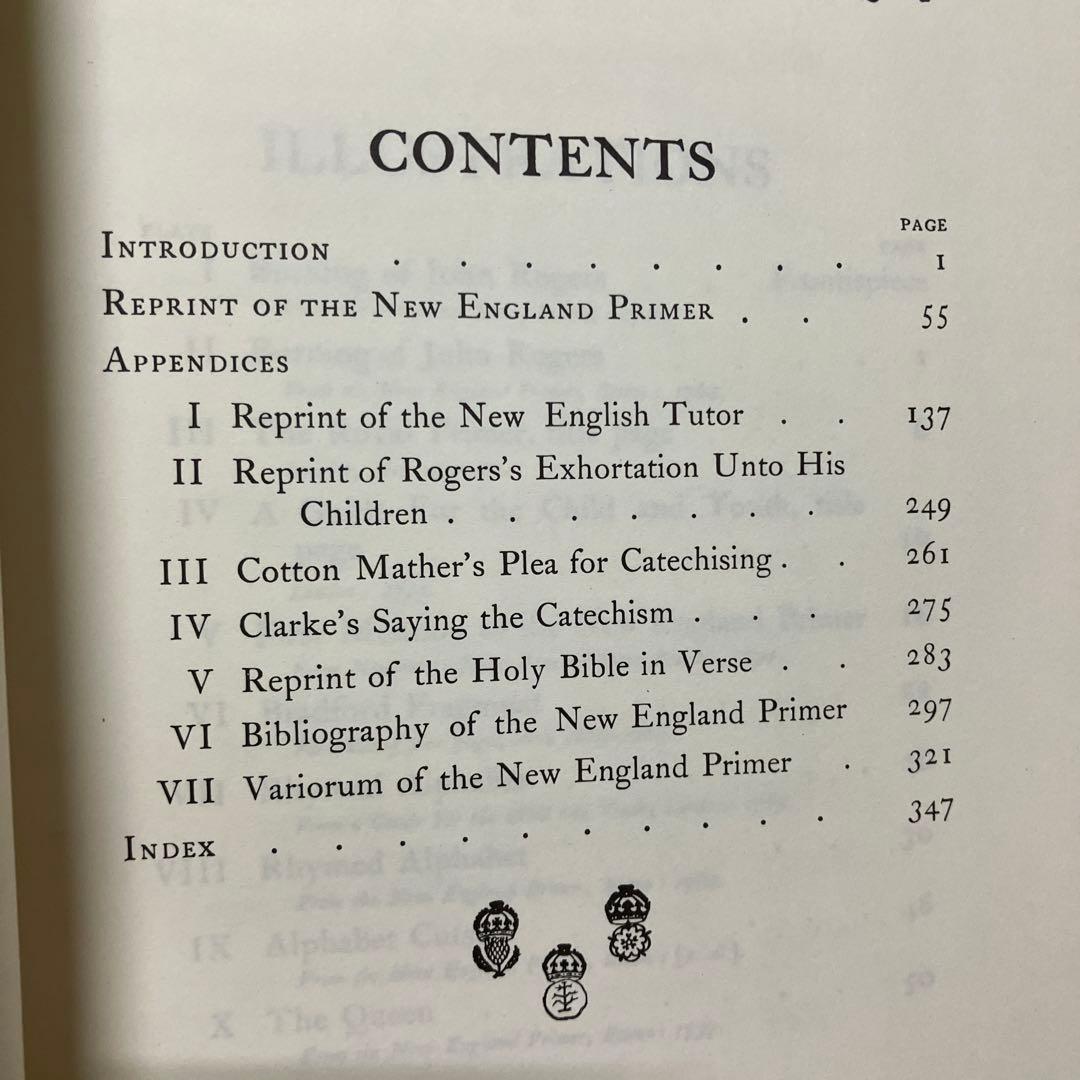 CONTENTS
PAGE
INTRODUCTION . . . . . . . . 1
REPRINT OF THE NEW ENGLAND PRIMER . . 55
APPENDICES
I Reprint of the New English Tutor . . 137
II Reprint of Rogers's Exhortation Unto His
Children . . . . . . . 249
III Cotton Mather's Plea for Catechising . . 261
IV Clarke's Saying the Catechism . . . 275
V Reprint of the Holy Bible in Verse . . 283
VI Bibliography of the New England Primer 297
VII Variorum of the New England Primer . 321
INDEX . . . . . . . . . . 347